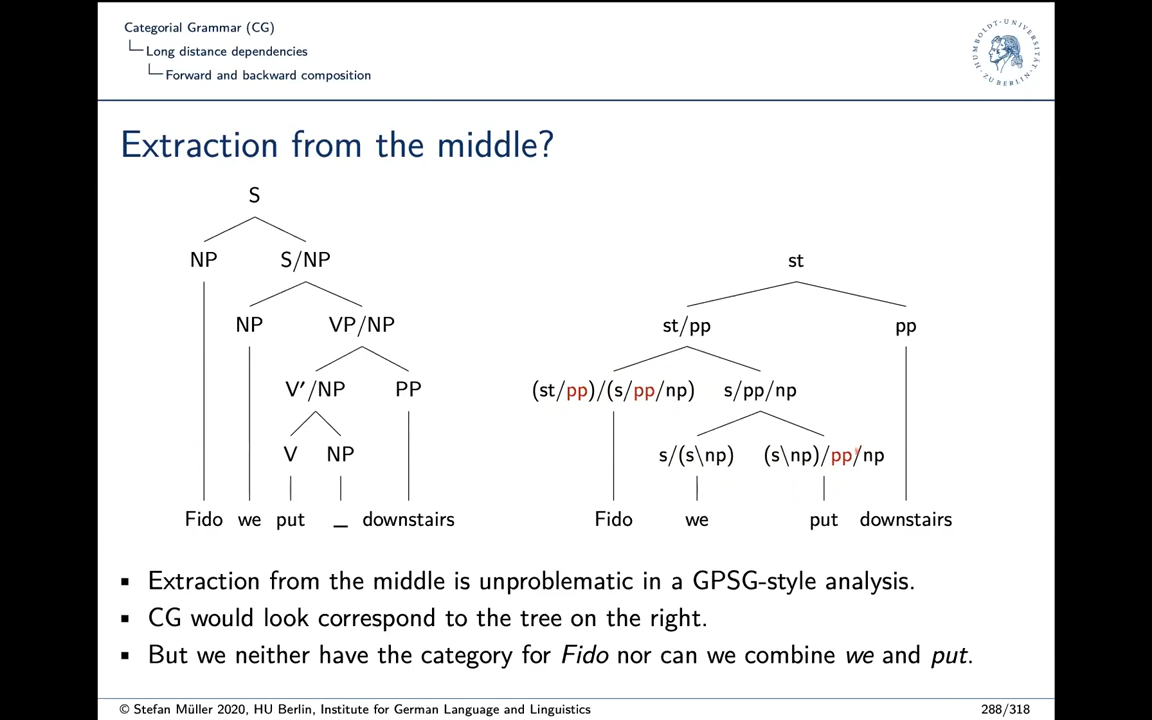 Categorial Grammar (CG)
Long distance dependencies
Forward and backward composition
HUMBOLDT-UNIVERSITÄT ZU BERLIN
Extraction from the middle?
S
NP S/NP st
NP VP/NP st/pp pp
V′/NP PP (st/pp)/(s/pp/np) s/pp/np
V NP s/(s\np) (s\np)/pp/np
Fido we put _ downstairs Fido we put downstairs
▪ Extraction from the middle is unproblematic in a GPSG-style analysis.
▪ CG would look correspond to the tree on the right.
▪ But we neither have the category for Fido nor can we combine we and put.
© Stefan Müller 2020, HU Berlin, Institute for German Language and Linguistics 288/318